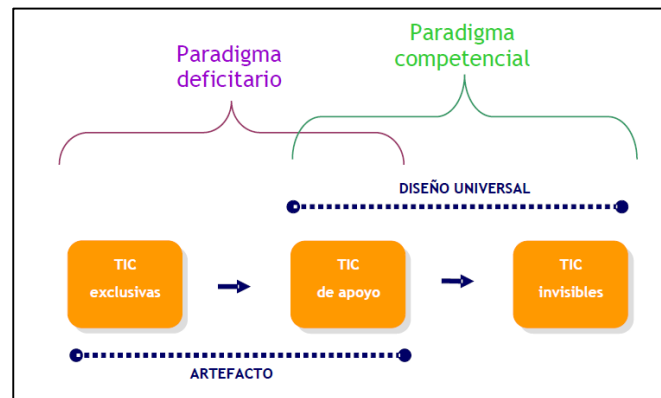 Paradigma
deficitario
Paradigma
competencial
DISEÑO UNIVERSAL
TIC
exclusivas
TIC
de apoyo
TIC
invisibles
ARTEFACTO